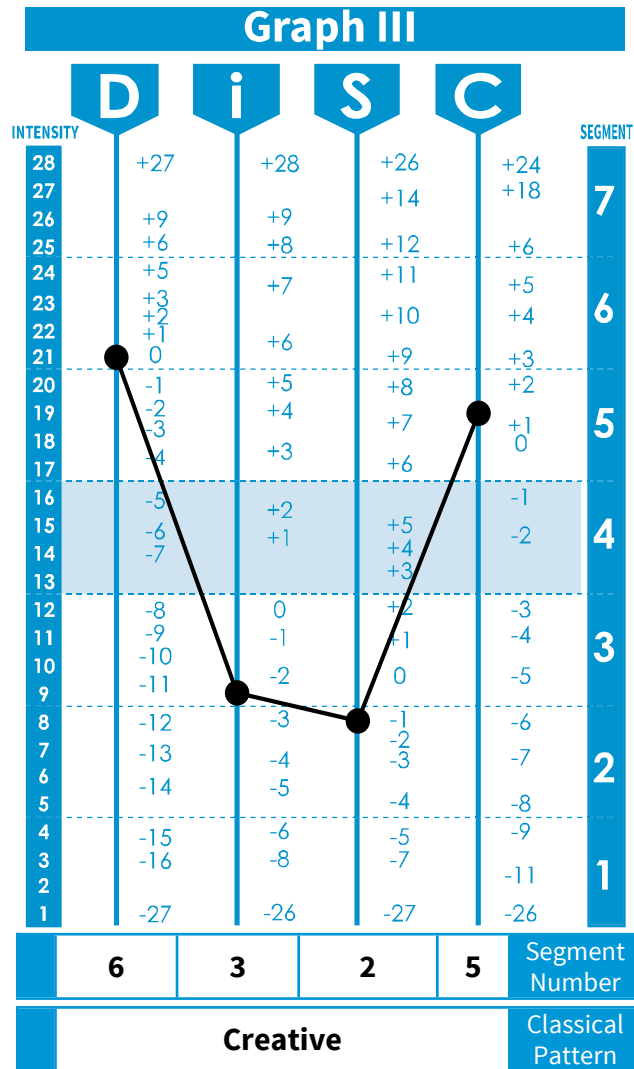 Graph III
D i S C
INTENSITY SEGMENT
28 +27 +28 +26 +24
27 +14 +18 7
26 +9 +9
25 +6 +8 +12 +6
24 +5 +7 +11 +5
23 +3 +10 +4 6
+2
22 +1 +6
21 0 +9 +3
20 -1 +5 +8 +2
19 -2 +4 +7 +1 5
18 -3 +3 0
17 -4 +6
16 -5 +2 -1
15 -6 +1 +5 -2 4
14 -7 +4
13 +3
12 -8 0 +2 -3
11 -9 -1 +1 -4 3
10 -10 -2 0 -5
9 -11
8 -12 -3 -1 -6
-2
7 -13 -4 -3 -7 2
6 -14 -5
5 -4 -8
4 -15 -6 -5 -9
3 -16 -8 -7 1
2 -11
1 -27 -26 -27 -26
6 3 2 5 Segment
Number
Creative Classical
Pattern